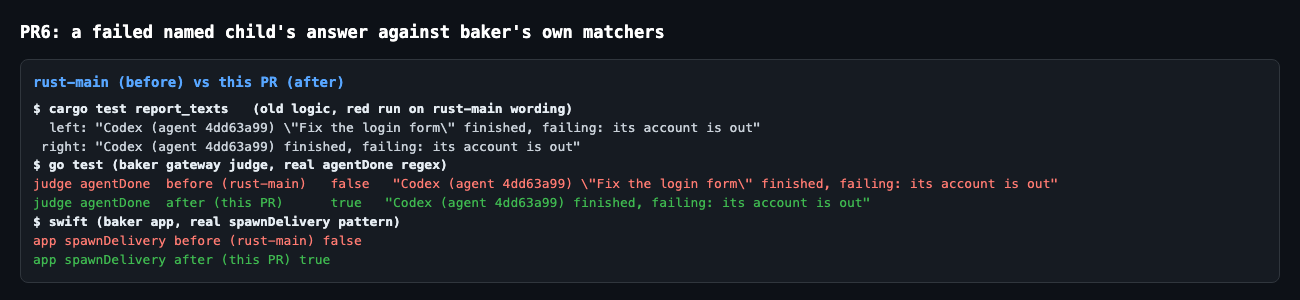 PR6: a failed named child's answer against baker's own matchers
rust-main (before) vs this PR (after)
$ cargo test report_texts   (old logic, red run on rust-main wording)
  left: "Codex (agent 4dd63a99) \"Fix the login form\" finished, failing: its account is out"
 right: "Codex (agent 4dd63a99) finished, failing: its account is out"
$ go test (baker gateway judge, real agentDone regex)
judge agentDone  before (rust-main)   false   "Codex (agent 4dd63a99) \"Fix the login form\" finished, failing: its account is out"
judge agentDone  after (this PR)      true   "Codex (agent 4dd63a99) finished, failing: its account is out"
$ swift (baker app, real spawnDelivery pattern)
app spawnDelivery before (rust-main) false
app spawnDelivery after (this PR) true